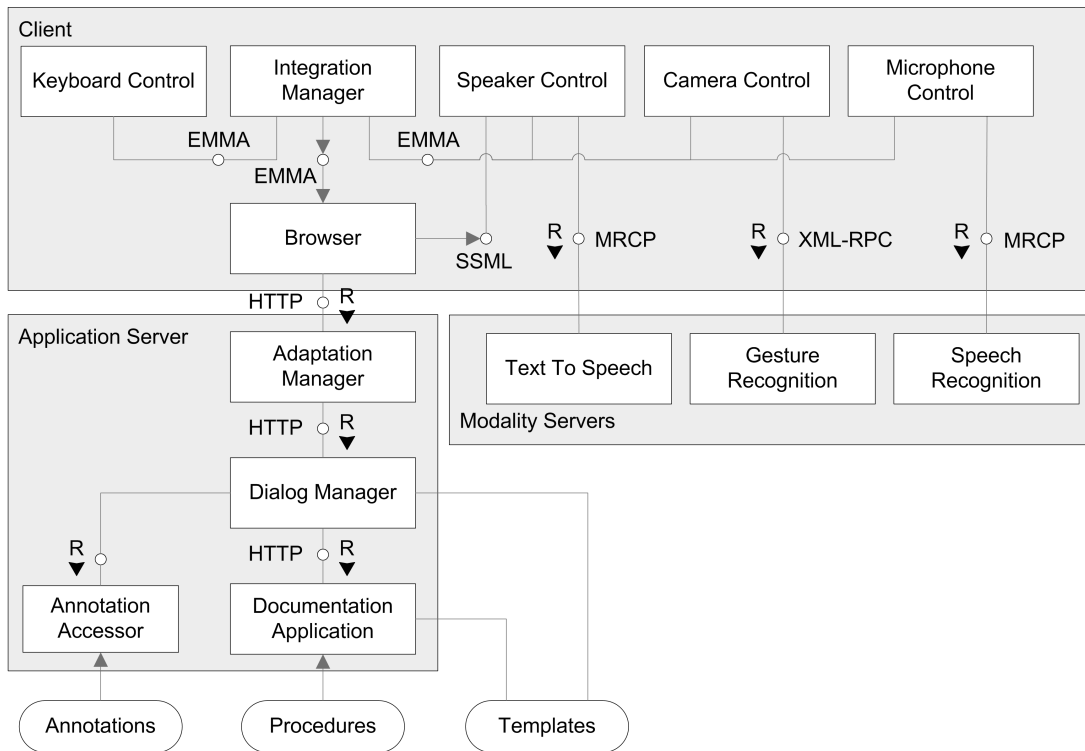 Client
Keyboard Control
Integration
Manager
Speaker Control
Camera Control
Microphone
Control
EMMA
EMMA
EMMA
Browser
SSML
R
MRCP
R
XML-RPC
R
MRCP
HTTP
R
Application Server
Adaptation
Manager
Text To Speech
Gesture
Recognition
Speech
Recognition
Modality Servers
HTTP
R
Dialog Manager
R
HTTP
R
Annotation
Accessor
Documentation
Application
Annotations
Procedures
Templates